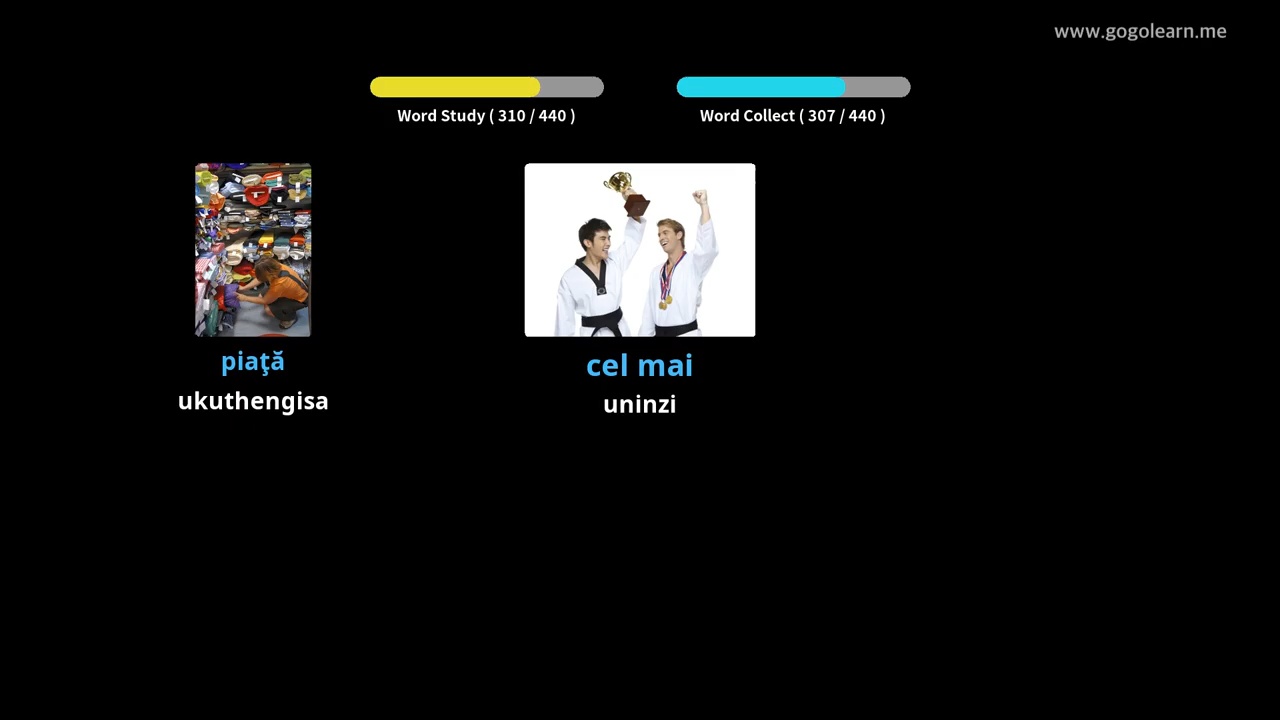 www.gogolearn.me
Word Study ( 310 / 440 )
Word Collect ( 307 / 440 )
piaţă
ukuthengisa
cel mai
uninzi